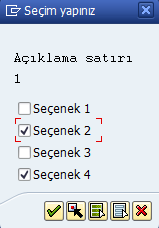 Seçim yapınız
Açıklama satırı
1
Seçenek 1
Seçenek 2
Seçenek 3
Seçenek 4